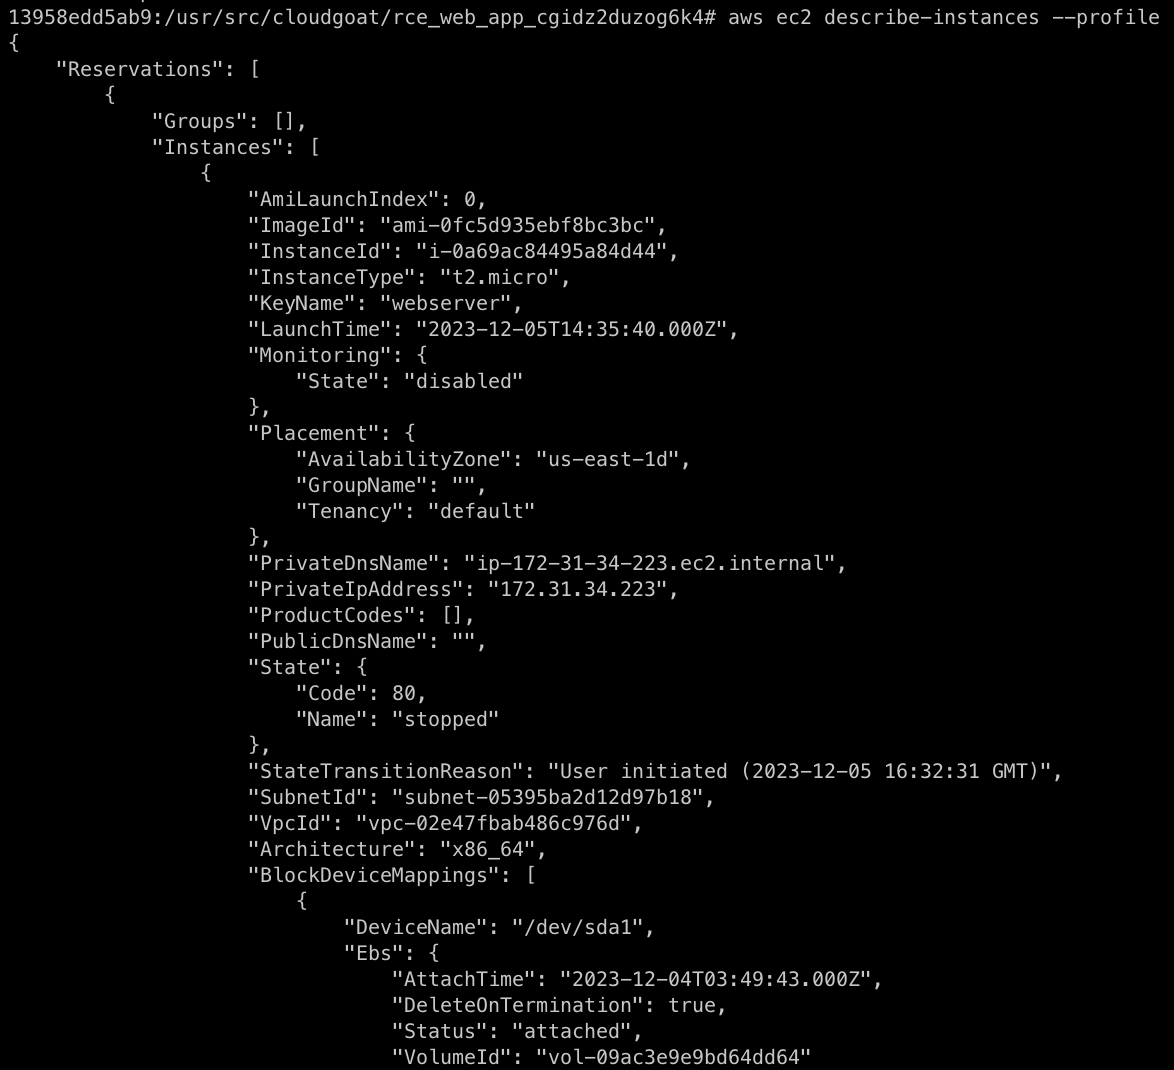 13958edd5ab9:/usr/src/cloudgoat/rce_web_app_cgidz2duzog6k4# aws ec2 describe-instances --profile
{
    "Reservations": [
        {
            "Groups": [],
            "Instances": [
                {
                    "AmiLaunchIndex": 0,
                    "ImageId": "ami-0fc5d935ebf8bc3bc",
                    "InstanceId": "i-0a69ac84495a84d44",
                    "InstanceType": "t2.micro",
                    "KeyName": "webserver",
                    "LaunchTime": "2023-12-05T14:35:40.000Z",
                    "Monitoring": {
                        "State": "disabled"
                    },
                    "Placement": {
                        "AvailabilityZone": "us-east-1d",
                        "GroupName": "",
                        "Tenancy": "default"
                    },
                    "PrivateDnsName": "ip-172-31-34-223.ec2.internal",
                    "PrivateIpAddress": "172.31.34.223",
                    "ProductCodes": [],
                    "PublicDnsName": "",
                    "State": {
                        "Code": 80,
                        "Name": "stopped"
                    },
                    "StateTransitionReason": "User initiated (2023-12-05 16:32:31 GMT)",
                    "SubnetId": "subnet-05395ba2d12d97b18",
                    "VpcId": "vpc-02e47fbab486c976d",
                    "Architecture": "x86_64",
                    "BlockDeviceMappings": [
                        {
                            "DeviceName": "/dev/sda1",
                            "Ebs": {
                                "AttachTime": "2023-12-04T03:49:43.000Z",
                                "DeleteOnTermination": true,
                                "Status": "attached",
                                "VolumeId": "vol-09ac3e9e9bd64dd64"